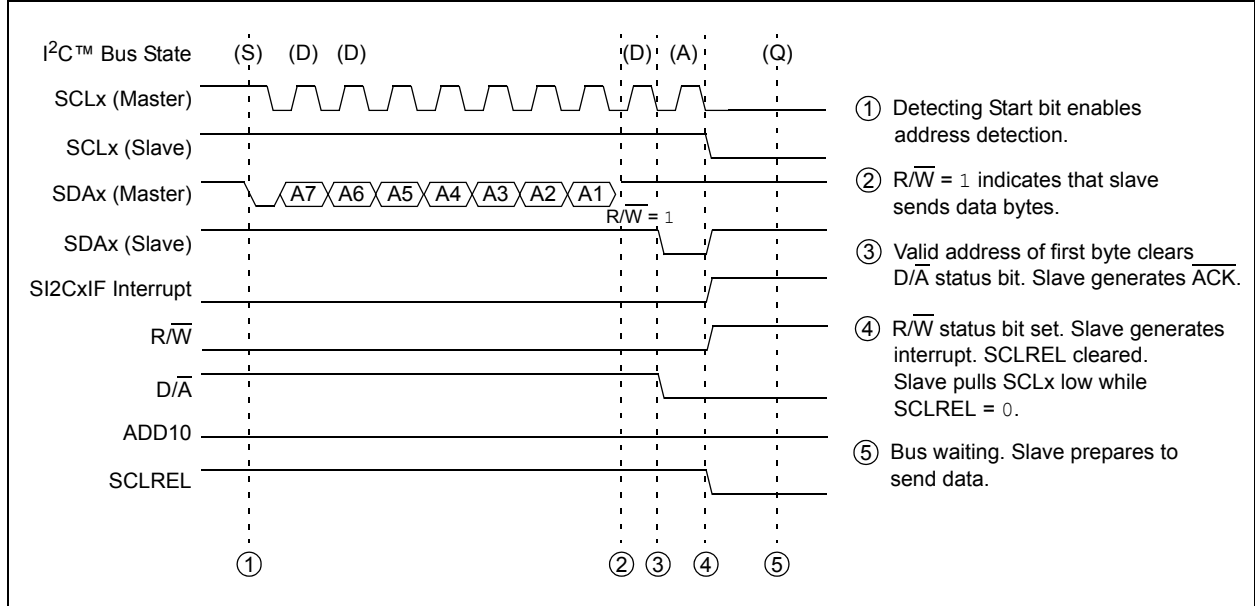 I2C™ Bus State (S) (D) (D) (D) (A) (Q)
SCLx (Master)
SCLx (Slave)
SDAx (Master) A7 A6 A5 A4 A3 A2 A1
R/W̅ = 1
SDAx (Slave)
SI2CxIF Interrupt
R/W̅
D/A̅
ADD10
SCLREL
1 2 3 4 5
1 Detecting Start bit enables
address detection.
2 R/W̅ = 1 indicates that slave
sends data bytes.
3 Valid address of first byte clears
D/A̅ status bit. Slave generates A̅C̅K̅.
4 R/W̅ status bit set. Slave generates
interrupt. SCLREL cleared.
Slave pulls SCLx low while
SCLREL = 0.
5 Bus waiting. Slave prepares to
send data.